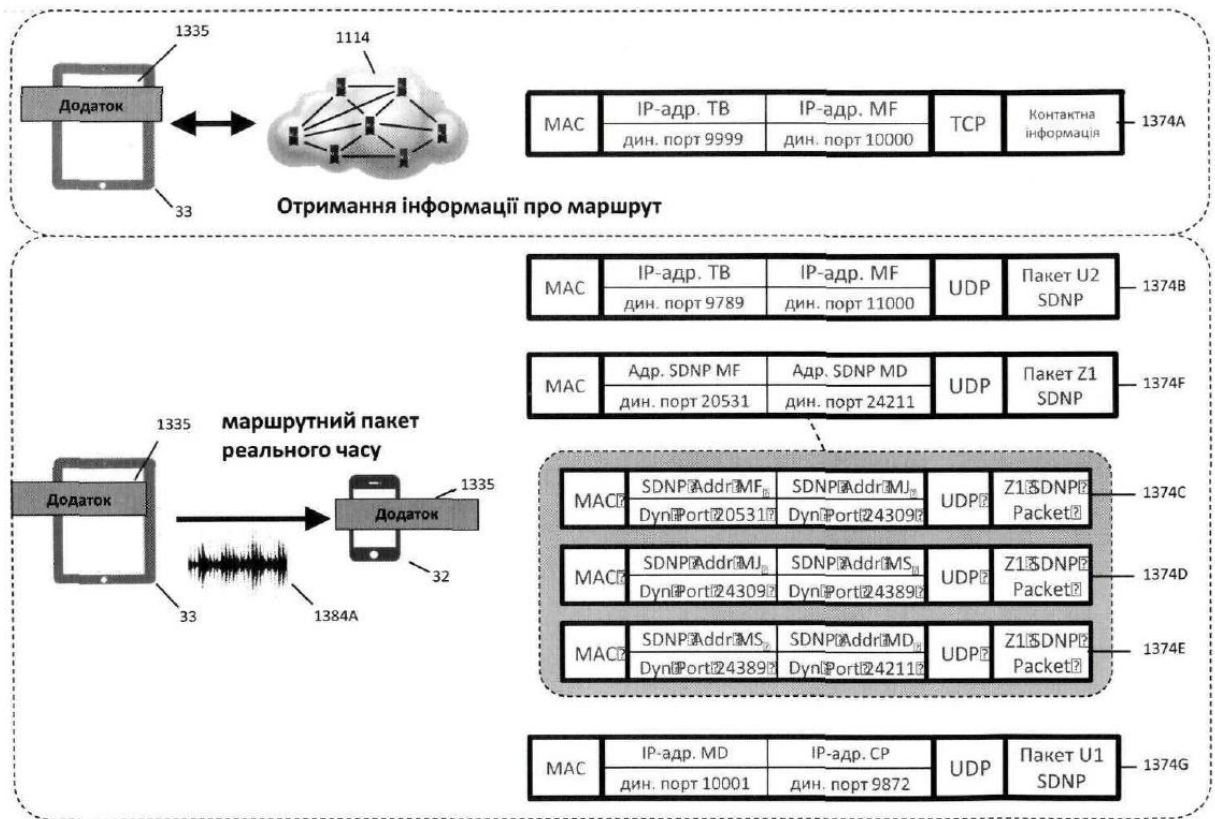 1335
1114
Додаток
33
Отримання інформації про маршрут
MAC
IP-адр. ТВ
IP-адр. MF
TCP
Контактна
інформація
дин. порт 9999
дин. порт 10000
1374A
MAC
IP-адр. ТВ
IP-адр. MF
UDP
Пакет U2
SDNP
дин. порт 9789
дин. порт 11000
1374B
MAC
Адр. SDNP MF
Адр. SDNP MD
UDP
Пакет Z1
SDNP
дин. порт 20531
дин. порт 24211
1374F
1335
маршрутний пакет
реального часу
1335
Додаток
Додаток
33
1384A
32
MAC
SDNP Addr MF
SDNP Addr MJ
UDP
Z1 SDNP
Packet
Dyn Port 20531
Dyn Port 24309
1374C
MAC
SDNP Addr MJ
SDNP Addr MS
UDP
Z1 SDNP
Packet
Dyn Port 24309
Dyn Port 24389
1374D
MAC
SDNP Addr MS
SDNP Addr MD
UDP
Z1 SDNP
Packet
Dyn Port 24389
Dyn Port 24211
1374E
MAC
IP-адр. MD
IP-адр. CP
UDP
Пакет U1
SDNP
дин. порт 10001
дин. порт 9872
1374G